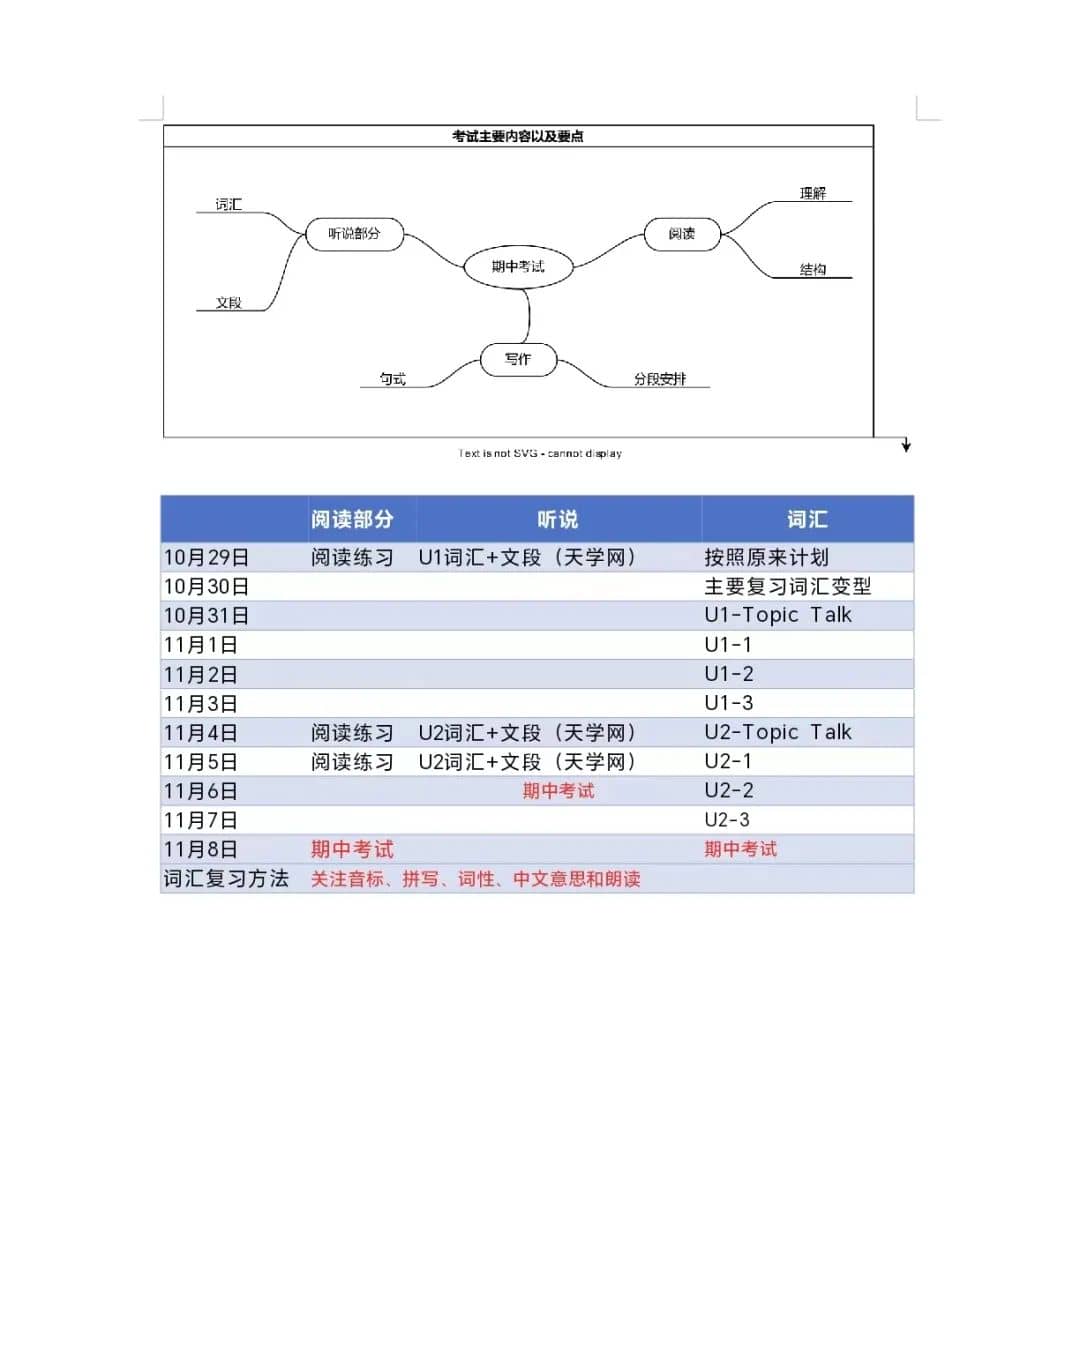 考试主要内容以及要点
词汇
听说部分
文段
期中考试
阅读
理解
结构
写作
句式
分段安排
Text is not SVG - cannot display
阅读部分 听说 词汇
10月29日 阅读练习 U1词汇+文段（天学网） 按照原来计划
10月30日 主要复习词汇变型
10月31日 U1-Topic Talk
11月1日 U1-1
11月2日 U1-2
11月3日 U1-3
11月4日 阅读练习 U2词汇+文段（天学网） U2-Topic Talk
11月5日 阅读练习 U2词汇+文段（天学网） U2-1
11月6日 期中考试 U2-2
11月7日 U2-3
11月8日 期中考试 期中考试
词汇复习方法 关注音标、拼写、词性、中文意思和朗读